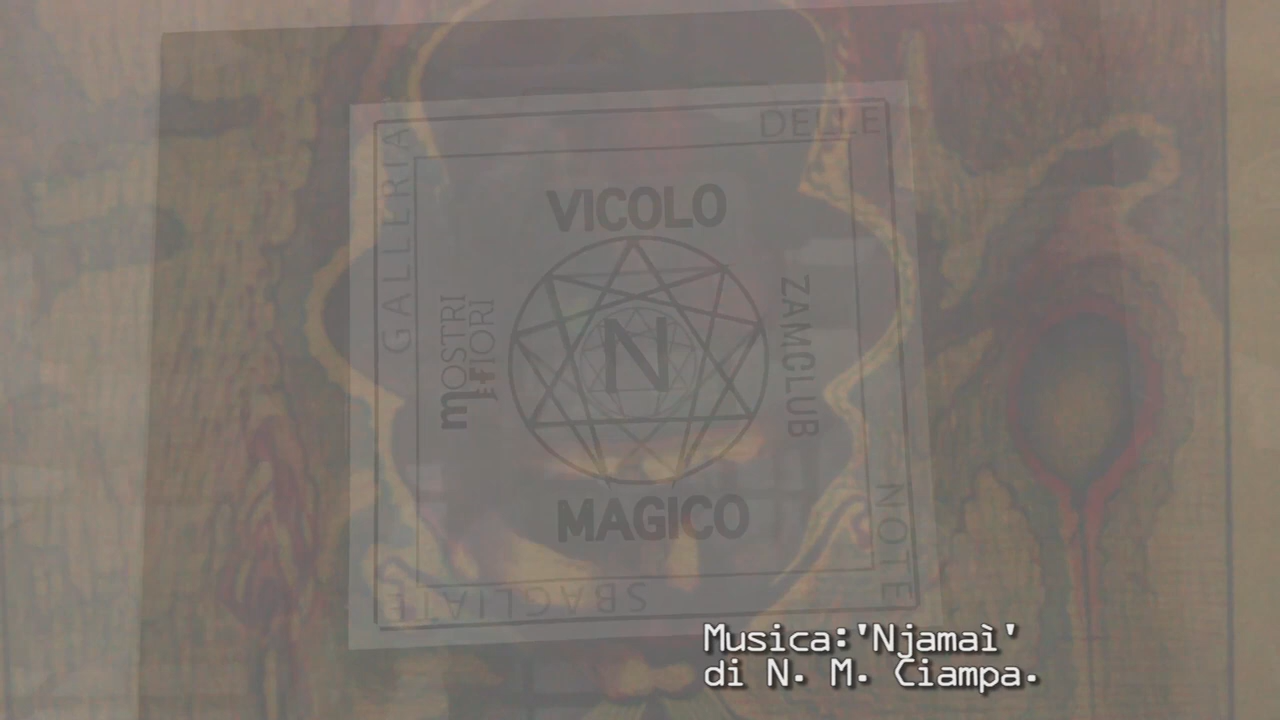 GALLERIA
DELLE
NOTE
SBAGLIATE
VICOLO
MAGICO
MOSTRI
FIORI
ZAMCLUB
N
Musica:'Njamaì'
di N. M. Ciampa.